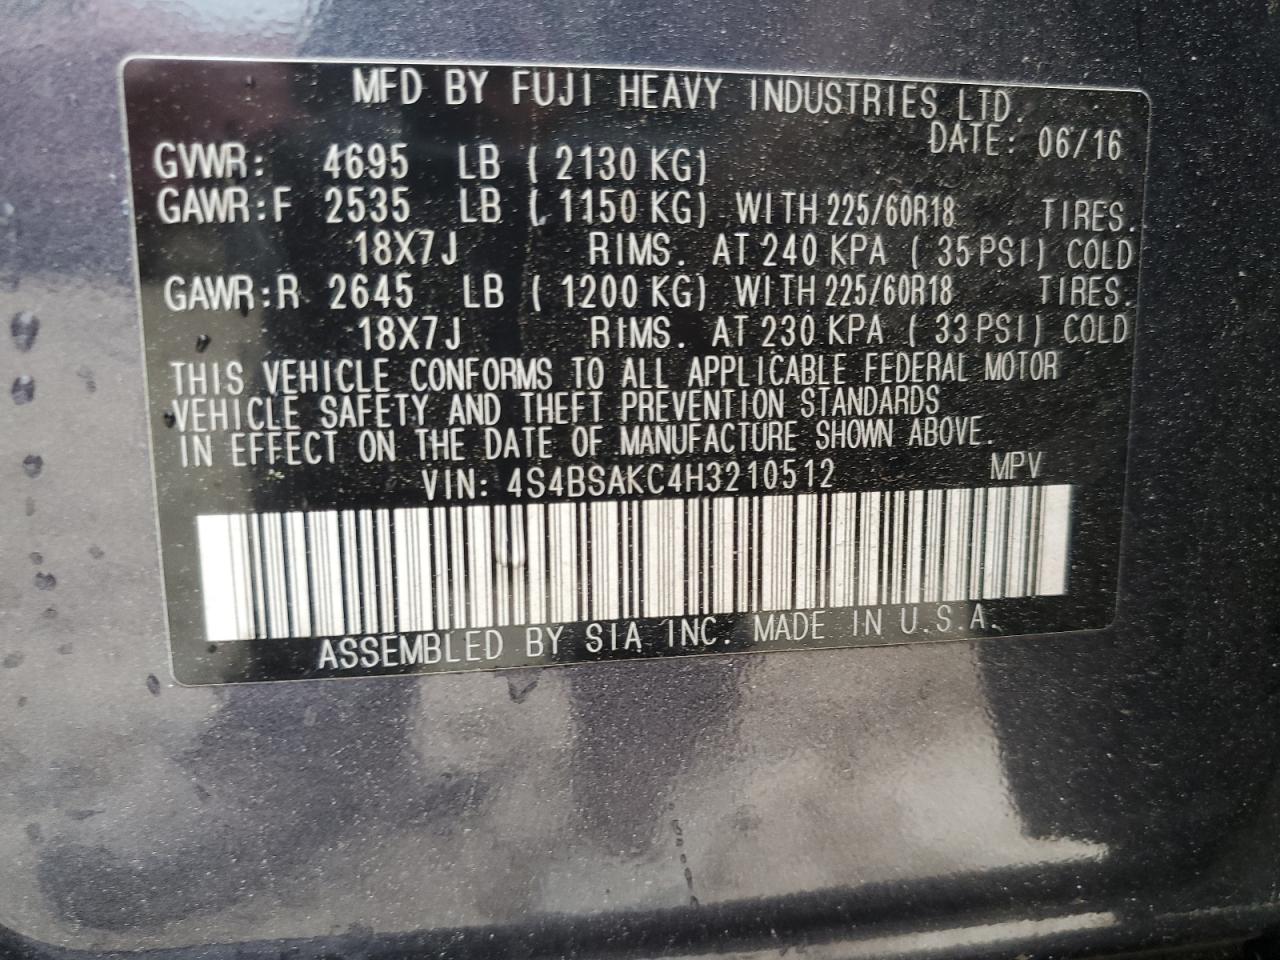 MFD BY FUJI HEAVY INDUSTRIES LTD.
DATE: 06/16
GVWR: 4695 LB ( 2130 KG)
GAWR:F 2535 LB ( 1150 KG) WITH 225/60R18 TIRES.
18X7J RIMS. AT 240 KPA ( 35 PSI) COLD
GAWR:R 2645 LB ( 1200 KG) WITH 225/60R18 TIRES.
18X7J RIMS. AT 230 KPA ( 33 PSI) COLD
THIS VEHICLE CONFORMS TO ALL APPLICABLE FEDERAL MOTOR
VEHICLE SAFETY AND THEFT PREVENTION STANDARDS
IN EFFECT ON THE DATE OF MANUFACTURE SHOWN ABOVE.
VIN: 4S4BSAKC4H3210512 MPV
ASSEMBLED BY SIA INC. MADE IN U.S.A.